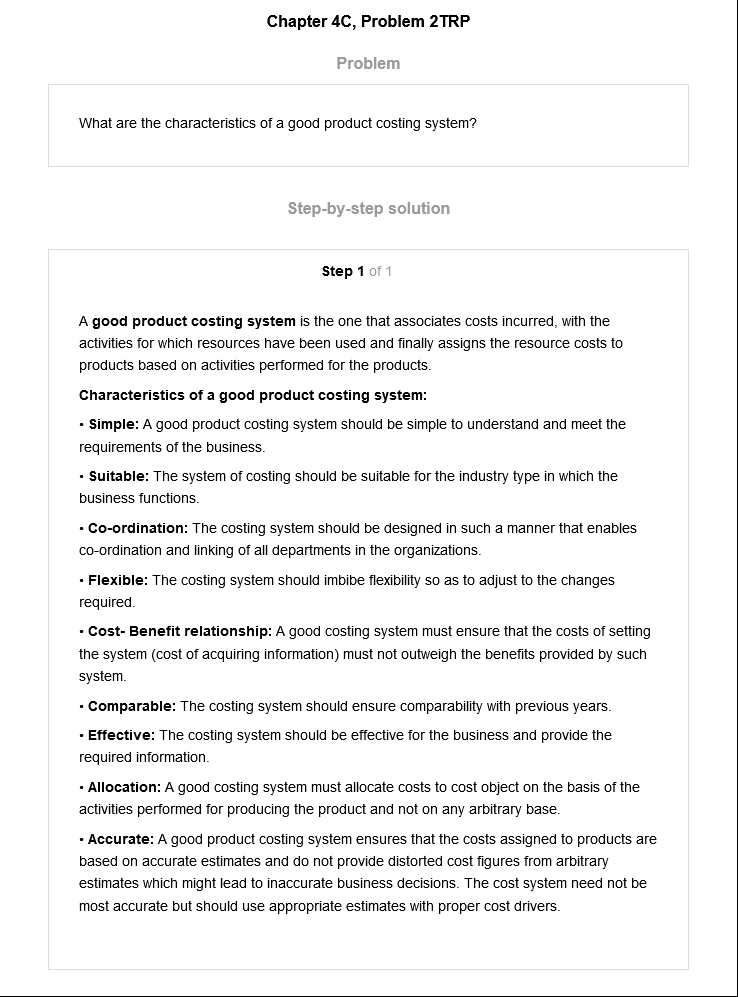 Chapter 4C, Problem 2TRP
Problem
What are the characteristics of a good product costing system?
Step-by-step solution
Step 1 of 1
A good product costing system is the one that associates costs incurred, with the
activities for which resources have been used and finally assigns the resource costs to
products based on activities performed for the products.
Characteristics of a good product costing system:
• Simple: A good product costing system should be simple to understand and meet the
requirements of the business.
• Suitable: The system of costing should be suitable for the industry type in which the
business functions.
• Co-ordination: The costing system should be designed in such a manner that enables
co-ordination and linking of all departments in the organizations.
• Flexible: The costing system should imbibe flexibility so as to adjust to the changes
required.
• Cost- Benefit relationship: A good costing system must ensure that the costs of setting
the system (cost of acquiring information) must not outweigh the benefits provided by such
system.
• Comparable: The costing system should ensure comparability with previous years.
• Effective: The costing system should be effective for the business and provide the
required information.
• Allocation: A good costing system must allocate costs to cost object on the basis of the
activities performed for producing the product and not on any arbitrary base.
• Accurate: A good product costing system ensures that the costs assigned to products are
based on accurate estimates and do not provide distorted cost figures from arbitrary
estimates which might lead to inaccurate business decisions. The cost system need not be
most accurate but should use appropriate estimates with proper cost drivers.